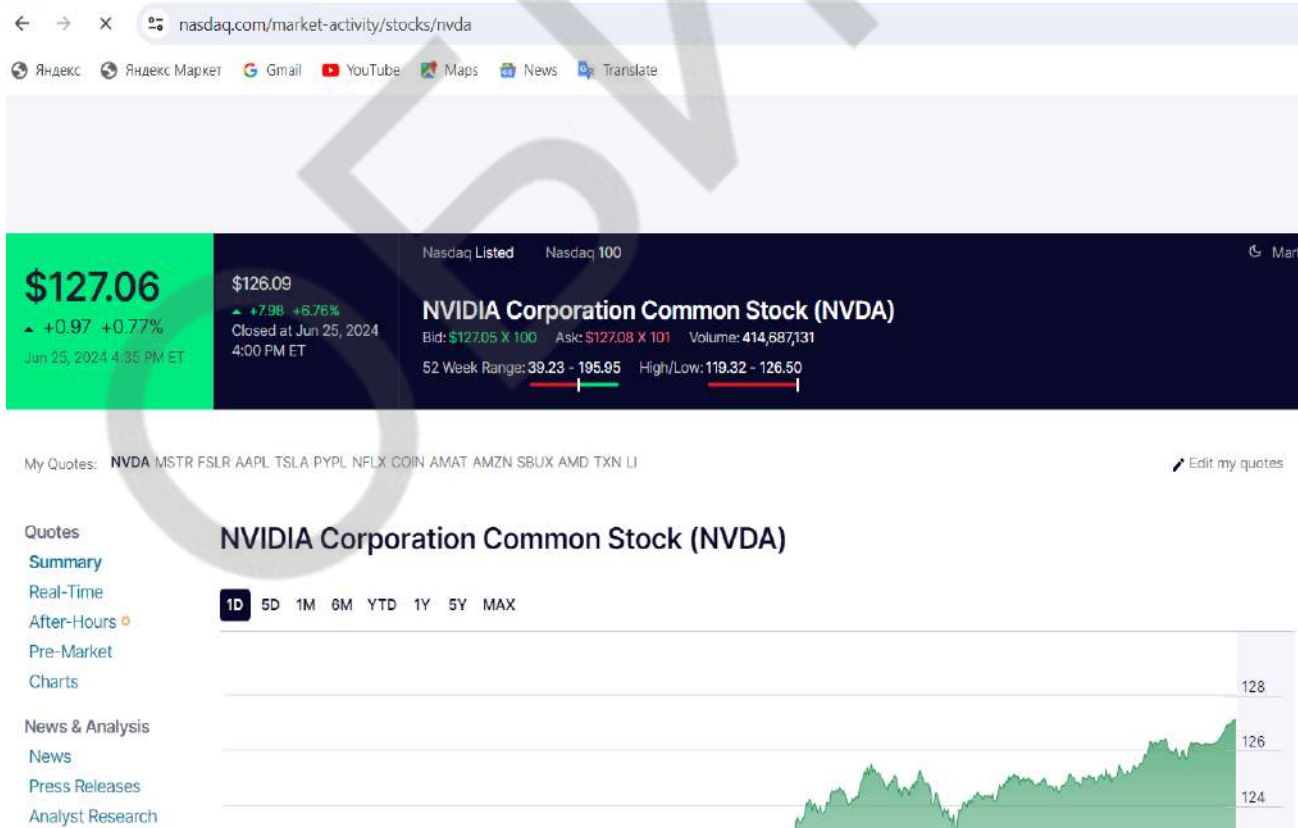 nasdaq.com/market-activity/stocks/nvda
Яндекс Яндекс Маркет Gmail YouTube Maps News Translate
$127.06
+0.97 +0.77%
Jun 25, 2024 4:35 PM ET
$126.09
+7.98 +6.76%
Closed at Jun 25, 2024
4:00 PM ET
Nasdaq Listed Nasdaq 100
NVIDIA Corporation Common Stock (NVDA)
Bid: $127.05 X 100 Ask: $127.08 X 101 Volume: 414,687,131
52 Week Range: 39.23 - 195.95 High/Low: 119.32 - 126.50
My Quotes: NVDA MSTR FSLR AAPL TSLA PYPL NFLX COIN AMAT AMZN SBUX AMD TXN LI
Edit my quotes
Quotes
Summary
Real-Time
After-Hours
Pre-Market
Charts
News & Analysis
News
Press Releases
Analyst Research
NVIDIA Corporation Common Stock (NVDA)
1D 5D 1M 6M YTD 1Y 5Y MAX
128
126
124